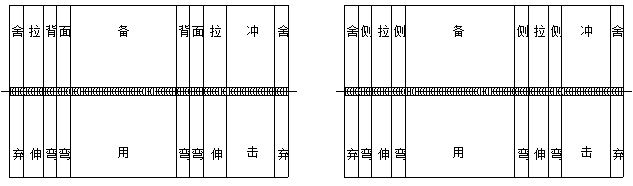 舍 拉 背 面 备 背 面 拉 冲 舍
弃 伸 弯 弯 用 弯 弯 伸 击 弃
舍 侧 拉 侧 备 侧 拉 侧 冲 舍
弃 弯 伸 弯 用 弯 伸 弯 击 弃